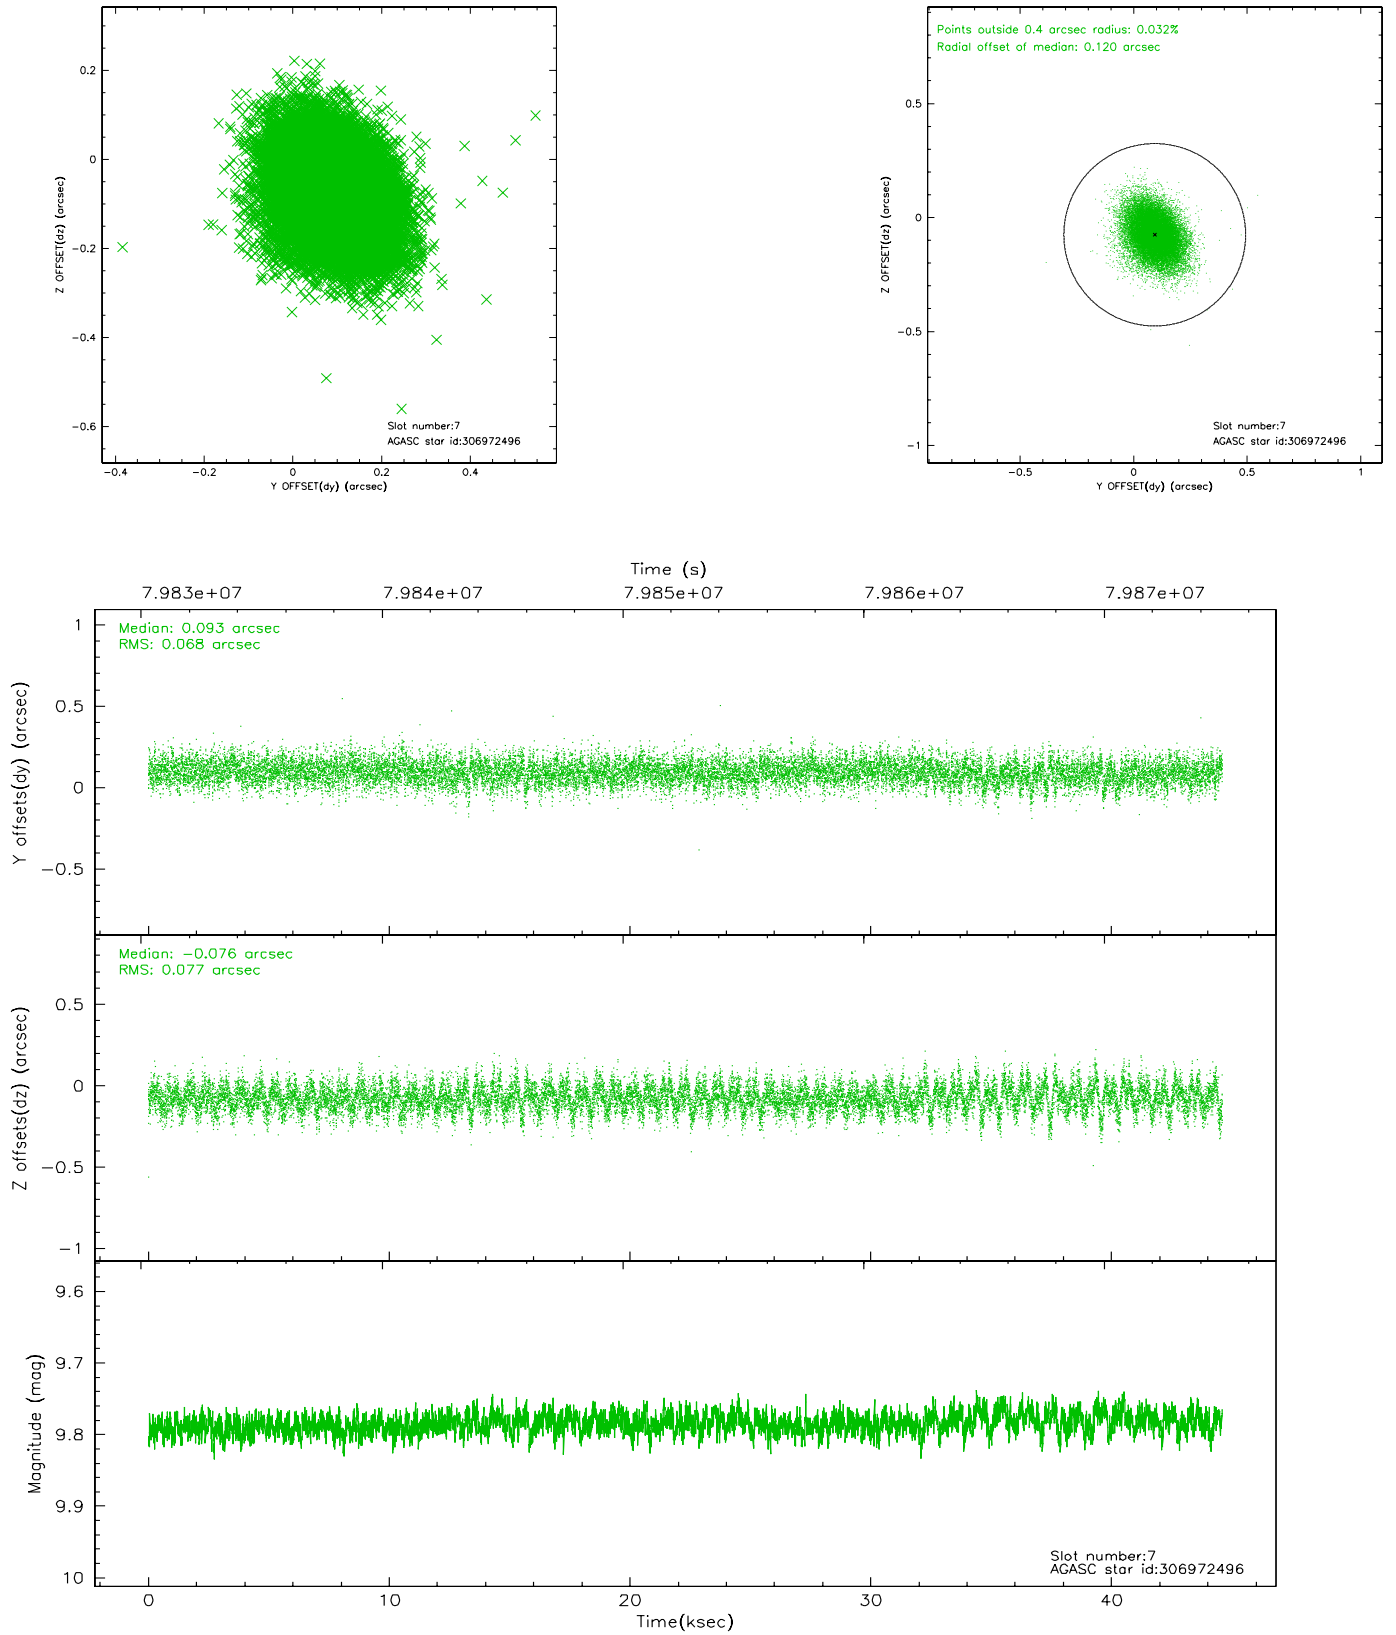 0.2
0
−0.2
−0.4
−0.6
Z OFFSET(dz) (arcsec)
Slot number:7
AGASC star id:306972496
−0.4 −0.2 0 0.2 0.4
Y OFFSET(dy) (arcsec)
Points outside 0.4 arcsec radius: 0.032%
Radial offset of median: 0.120 arcsec
0.5
0
−0.5
−1
Z OFFSET(dz) (arcsec)
Slot number:7
AGASC star id:306972496
−0.5 0 0.5 1
Y OFFSET(dy) (arcsec)
Time (s)
7.983e+07 7.984e+07 7.985e+07 7.986e+07 7.987e+07
Median: 0.093 arcsec
RMS: 0.068 arcsec
1
0.5
0
−0.5
Y offsets(dy) (arcsec)
Median: −0.076 arcsec
RMS: 0.077 arcsec
0.5
0
−0.5
−1
Z offsets(dz) (arcsec)
9.6
9.7
9.8
9.9
10
Magnitude (mag)
Slot number:7
AGASC star id:306972496
0 10 20 30 40
Time(ksec)